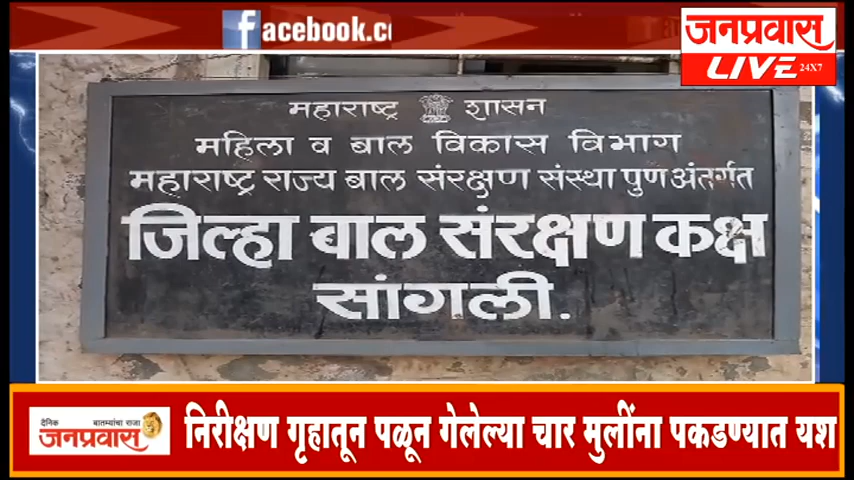 facebook.co
जनप्रवास
LIVE 24X7
महाराष्ट्र शासन
महिला व बाल विकास विभाग
महाराष्ट्र राज्य बाल संरक्षण संस्था पुणे अंतर्गत
जिल्हा बाल संरक्षण कक्ष
सांगली.
दैनिक बातम्यांचा राजा
जनप्रवास
निरीक्षण गृहातून पळून गेलेल्या चार मुलींना पकडण्यात यश